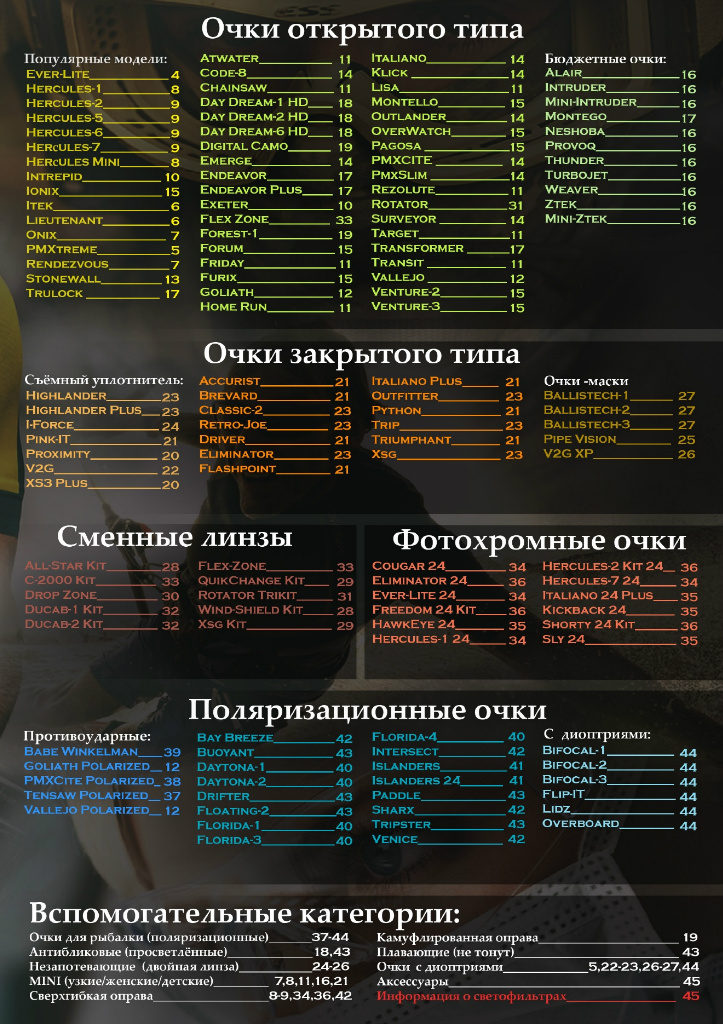 Очки открытого типа
Популярные модели:
Ever-Lite 4
Hercules-1 8
Hercules-2 9
Hercules-5 9
Hercules-6 9
Hercules-7 9
Hercules Mini 8
Intrepid 10
Ionix 15
Itek 6
Lieutenant 6
Onix 7
PMXtreme 5
Rendezvous 7
Stonewall 13
Trulock 17
Atwater 11
Code-8 14
Chainsaw 11
Day Dream-1 HD 18
Day Dream-2 HD 18
Day Dream-6 HD 18
Digital Camo 19
Emerge 14
Endeavor 17
Endeavor Plus 17
Exeter 10
Flex Zone 33
Forest-1 19
Forum 15
Friday 11
Furix 15
Goliath 12
Home Run 11
Italiano 14
Klick 14
Lisa 11
Montello 15
Outlander 14
OverWatch 15
Pagosa 15
PMXCITE 14
PmxSlim 14
Rezolute 11
Rotator 31
Surveyor 14
Target 11
Transformer 17
Transit 11
Vallejo 12
Venture-2 15
Venture-3 15
Бюджетные очки:
Alair 16
Intruder 16
Mini-Intruder 16
Montego 17
Neshoba 16
Provoq 16
Thunder 16
Turbojet 16
Weaver 16
Ztek 16
Mini-Ztek 16
Очки закрытого типа
Съёмный уплотнитель:
Highlander 23
Highlander Plus 23
I-Force 24
Pink-It 21
Proximity 20
V2G 22
XS3 Plus 20
Accurist 21
Brevard 21
Classic-2 23
Retro-Joe 23
Driver 21
Eliminator 23
Flashpoint 21
Italiano Plus 21
Outfitter 23
Python 21
Trip 23
Triumphant 21
Xsg 23
Очки -маски
Ballistech-1 27
Ballistech-2 27
Ballistech-3 27
Pipe Vision 25
V2G XP 26
Сменные линзы
All-Star Kit 28
C-2000 Kit 33
Drop Zone 30
Ducab-1 Kit 32
Ducab-2 Kit 32
Flex-Zone 33
QuikChange Kit 29
Rotator Trikit 31
Wind-Shield Kit 28
Xsg Kit 29
Фотохромные очки
Cougar 24 34
Eliminator 24 36
Ever-Lite 24 34
Freedom 24 Kit 36
HawkEye 24 35
Hercules-1 24 34
Hercules-2 Kit 24 36
Hercules-7 24 34
Italiano 24 Plus 35
Kickback 24 35
Shorty 24 Kit 36
Sly 24 35
Поляризационные очки
Противоударные:
Babe Winkelman 39
Goliath Polarized 12
PMXCite Polarized 38
Tensaw Polarized 37
Vallejo Polarized 12
Bay Breeze 42
Buoyant 43
Daytona-1 40
Daytona-2 40
Drifter 43
Floating-2 43
Florida-1 40
Florida-3 40
Florida-4 40
Intersect 42
Islanders 41
Islanders 24 41
Paddle 43
Sharx 42
Tripster 43
Venice 42
С диоптриями:
Bifocal-1 44
Bifocal-2 44
Bifocal-3 44
Flip-It 44
Lidz 44
Overboard 44
Вспомогательные категории:
Очки для рыбалки (поляризационные) 37-44
Антибликовые (просветлённые) 18,43
Незапотевающие (двойная линза) 24-26
MINI (узкие/женские/детские) 7,8,11,16,21
Сверхгибкая оправа 8-9,34,36,42
Камуфлированная оправа 19
Плавающие (не тонут) 43
Очки с диоптриями 5,22-23,26-27,44
Аксессуары 45
Информация о светофильтрах 45